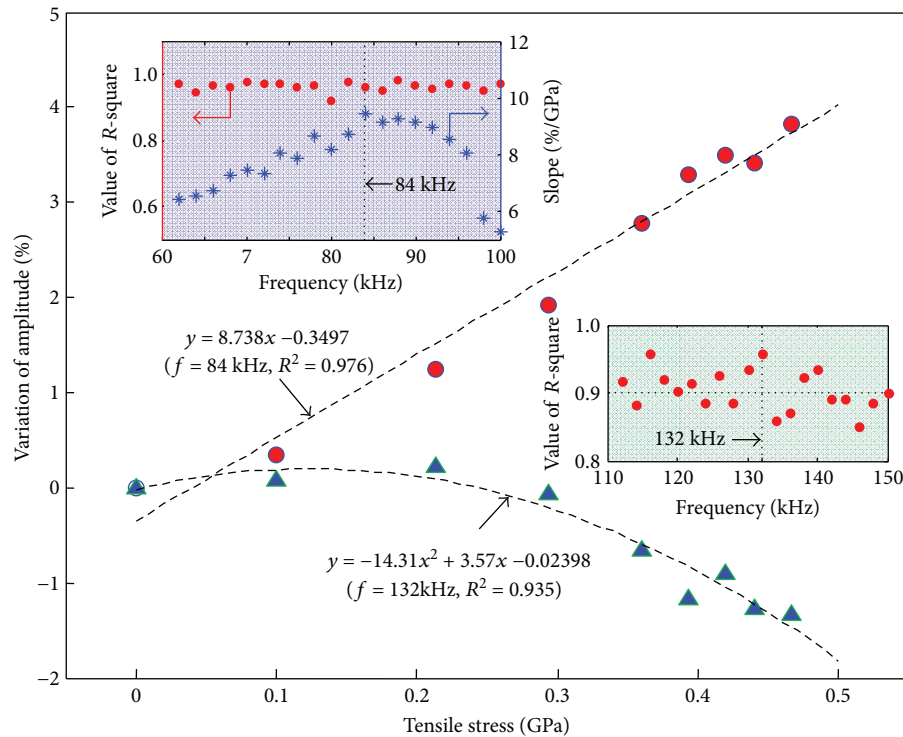 5
4
3
2
1
0
−1
−2
Variation of amplitude (%)
0
0.1
0.2
0.3
0.4
0.5
Tensile stress (GPa)
1.0
0.8
0.6
Value of R-square
12
10
8
6
Slope (%/GPa)
84 kHz
60
7
80
90
100
Frequency (kHz)
y = 8.738x −0.3497
( f = 84 kHz, R² = 0.976)
1.0
0.9
0.8
Value of R-square
132 kHz
110
120
130
140
150
Frequency (kHz)
y = −14.31x² + 3.57x −0.02398
( f = 132kHz, R² = 0.935)